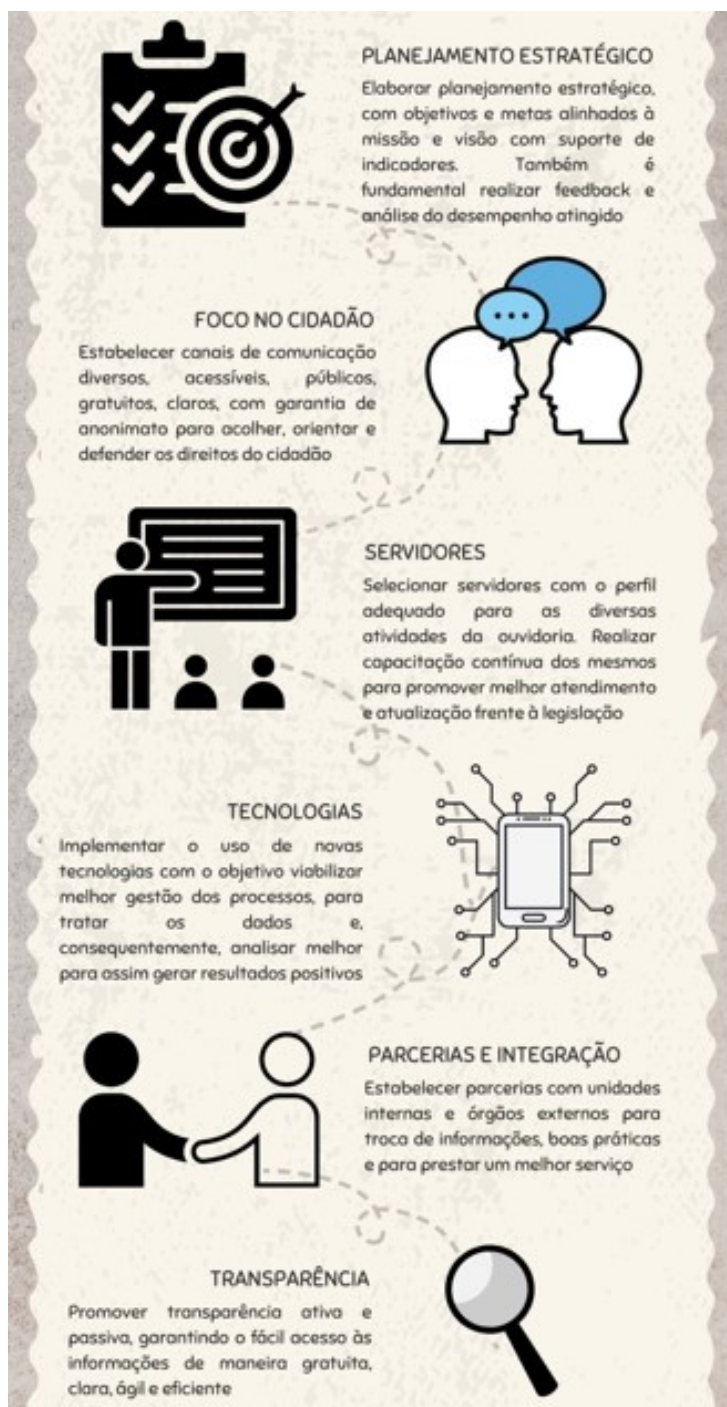 PLANEJAMENTO ESTRATÉGICO
Elaborar planejamento estratégico,
com objetivos e metas alinhados à
missão e visão com suporte de
indicadores. Também é
fundamental realizar feedback e
análise do desempenho atingido
FOCO NO CIDADÃO
Estabelecer canais de comunicação
diversos, acessíveis, públicos,
gratuitos, claros, com garantia de
anonimato para acolher, orientar e
defender os direitos do cidadão
SERVIDORES
Selecionar servidores com o perfil
adequado para as diversas
atividades da ouvidoria. Realizar
capacitação contínua dos mesmos
para promover melhor atendimento
e atualização frente à legislação
TECNOLOGIAS
Implementar o uso de novas
tecnologias com o objetivo viabilizar
melhor gestão dos processos, para
tratar os dados e,
consequentemente, analisar melhor
para assim gerar resultados positivos
PARCERIAS E INTEGRAÇÃO
Estabelecer parcerias com unidades
internas e órgãos externos para
troca de informações, boas práticas
e para prestar um melhor serviço
TRANSPARÊNCIA
Promover transparência ativa e
passiva, garantindo o fácil acesso às
informações de maneira gratuita,
clara, ágil e eficiente